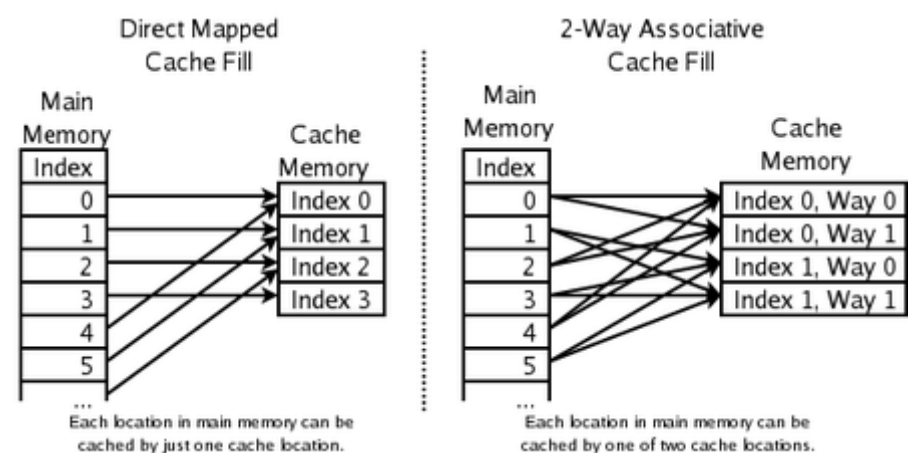 Direct Mapped
Cache Fill
Main
Memory
Index
0
1
2
3
4
5
...
Cache
Memory
Index 0
Index 1
Index 2
Index 3
Each location in main memory can be
cached by just one cache location.
2-Way Associative
Cache Fill
Main
Memory
Index
0
1
2
3
4
5
...
Cache
Memory
Index 0, Way 0
Index 0, Way 1
Index 1, Way 0
Index 1, Way 1
Each location in main memory can be
cached by one of two cache locations.